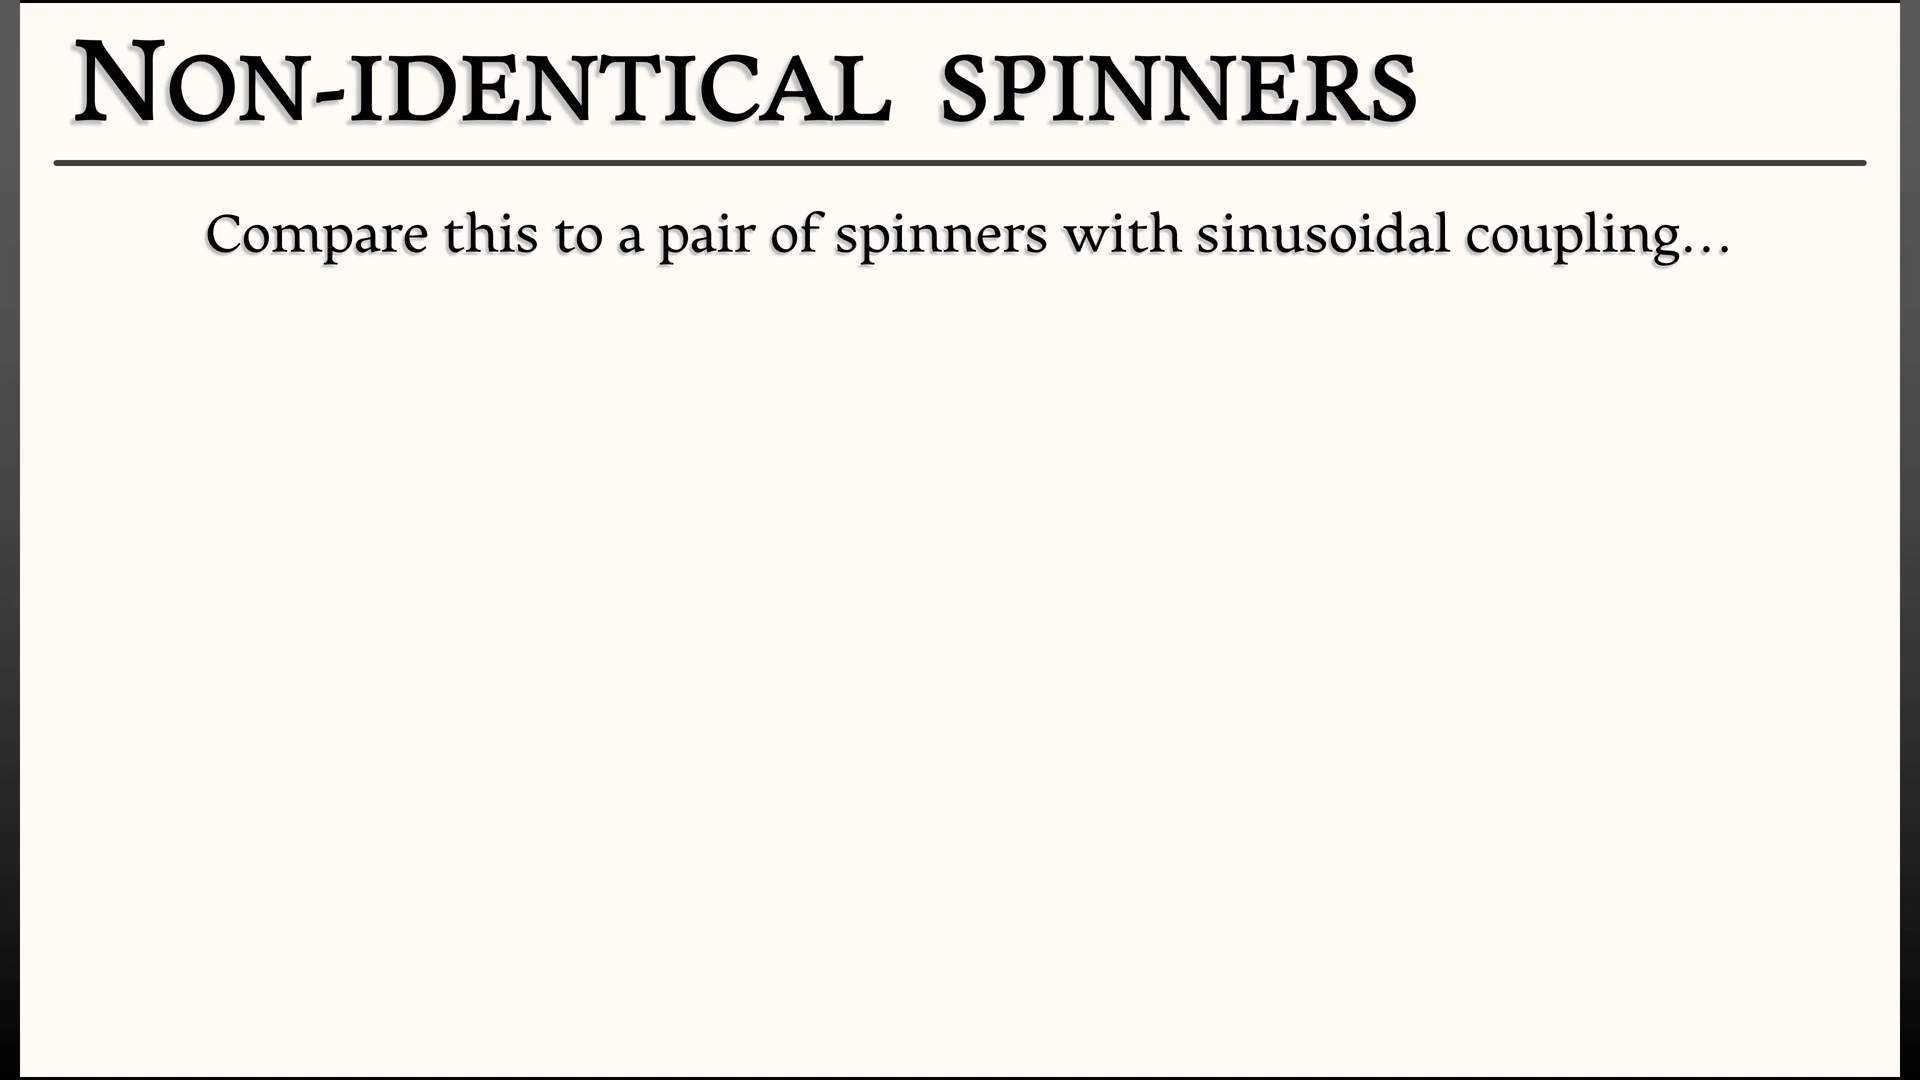 Non-identical spinners
Compare this to a pair of spinners with sinusoidal coupling…